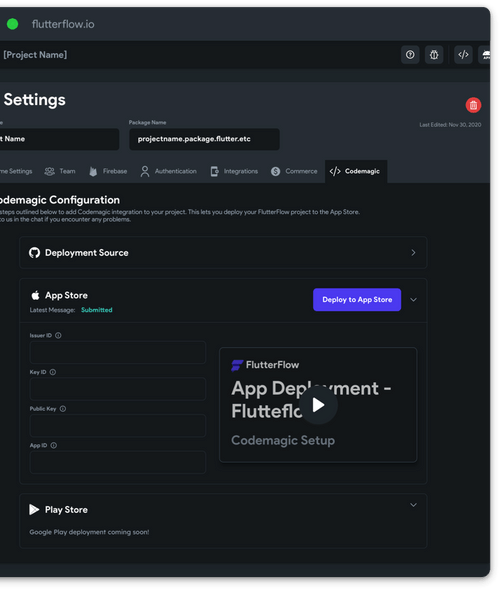 flutterflow.io
[Project Name]
Settings
Package Name
Last Edited: Nov 30, 2020
t Name
projectname.package.flutter.etc
me Settings
Team
Firebase
Authentication
Integrations
Commerce
</> Codemagic
odemagic Configuration
steps outlined below to add Codemagic integration to your project. This lets you deploy your FlutterFlow project to the App Store.
to us in the chat if you encounter any problems.
Deployment Source
App Store
Deploy to App Store
Latest Message: Submitted
Issuer ID
Key ID
Public Key
App ID
FlutterFlow
App Deployment -
Flutteflo
Codemagic Setup
Play Store
Google Play deployment coming soon!